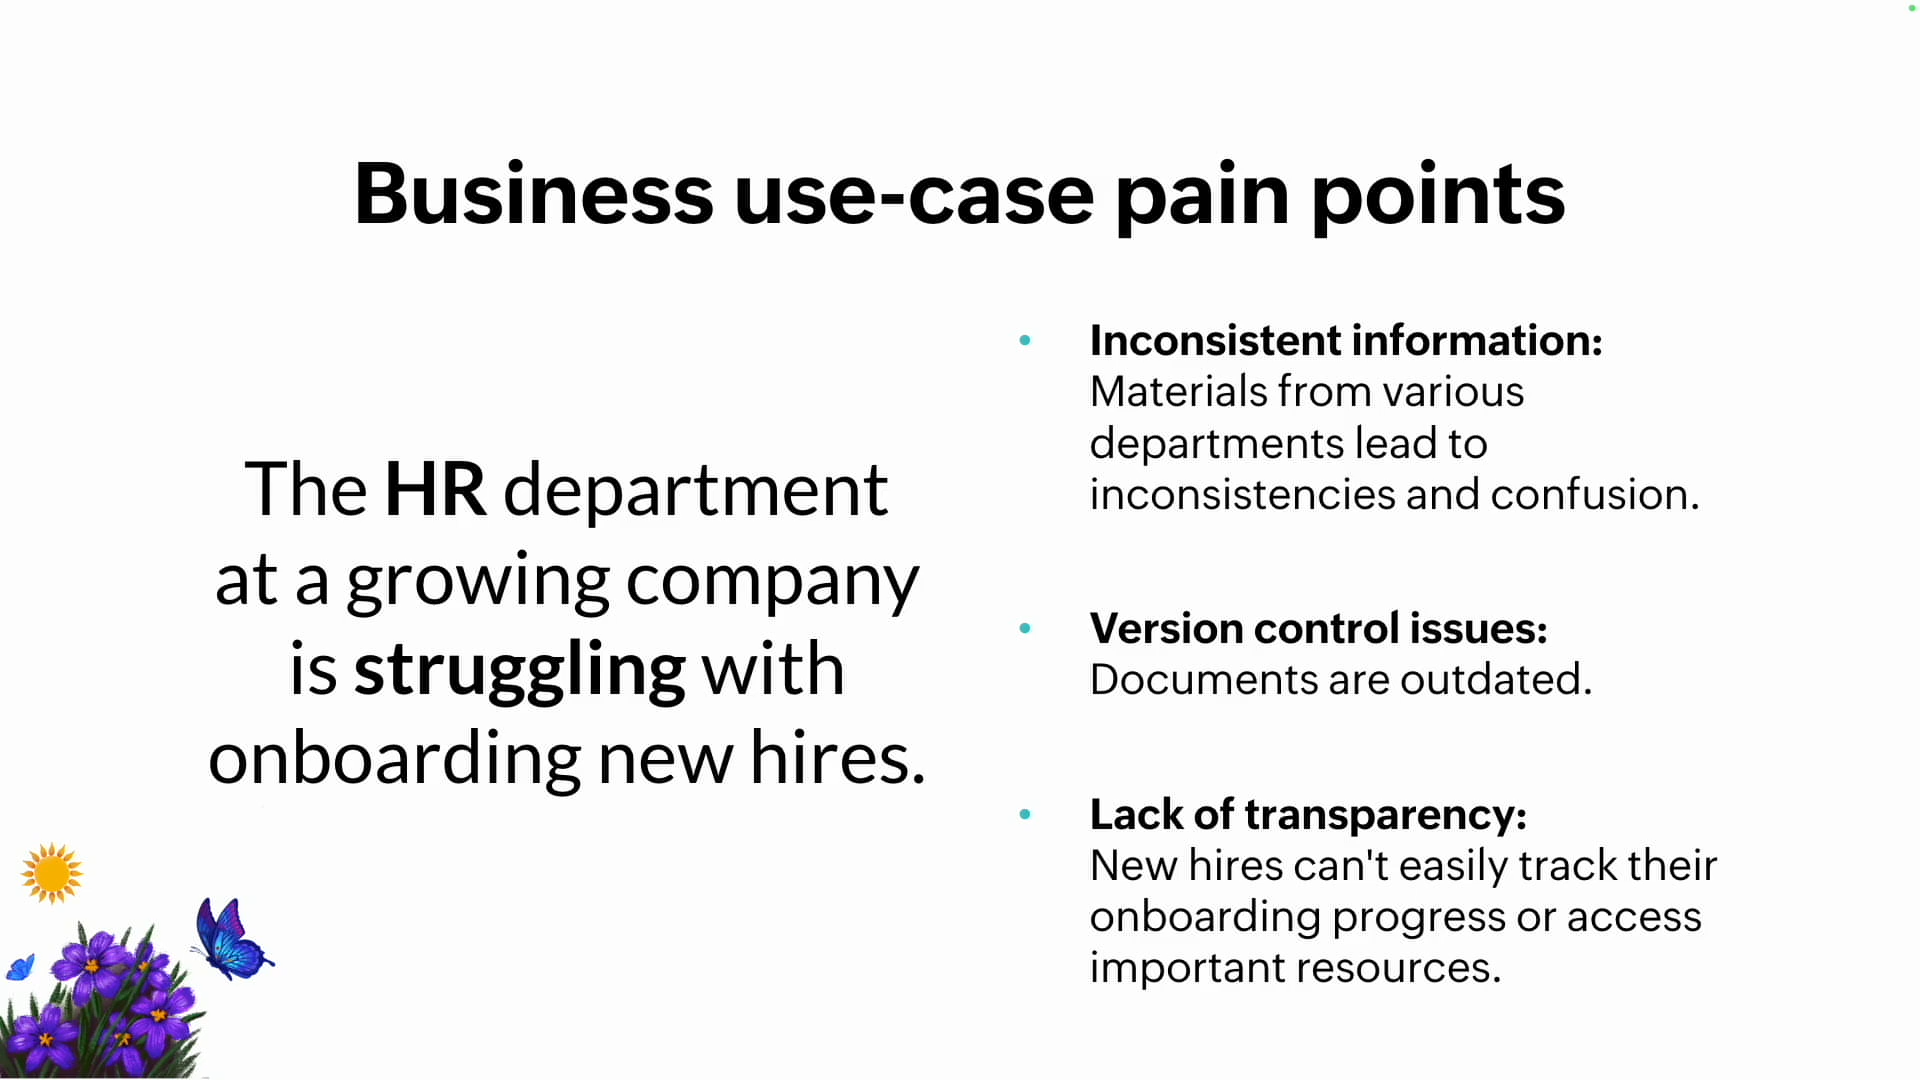 Business use-case pain points
The HR department
at a growing company
is struggling with
onboarding new hires.
• Inconsistent information:
Materials from various
departments lead to
inconsistencies and confusion.
• Version control issues:
Documents are outdated.
• Lack of transparency:
New hires can't easily track their
onboarding progress or access
important resources.